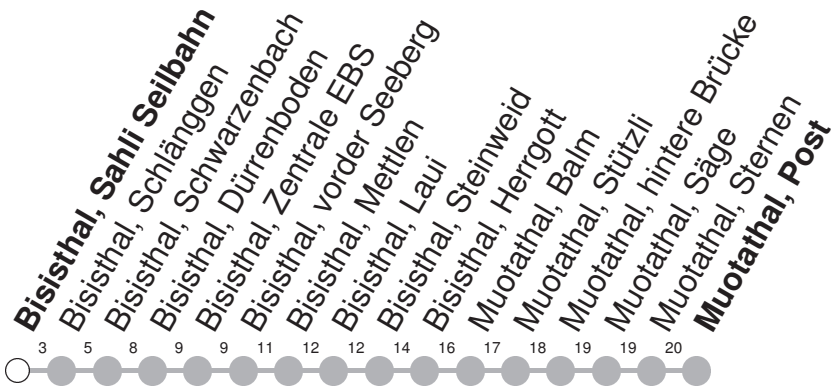 Bisisthal, Sahli Seilbahn
Bisisthal, Schlänggen
Bisisthal, Schwarzenbach
Bisisthal, Dürrenboden
Bisisthal, Zentrale EBS
Bisisthal, vorder Seeberg
Bisisthal, Mettlen
Bisisthal, Laui
Bisisthal, Steinweid
Bisisthal, Herrgott
Muotathal, Balm
Muotathal, Stützli
Muotathal, hintere Brücke
Muotathal, Säge
Muotathal, Sternen
Muotathal, Post
3 5 8 9 9 11 12 12 14 16 17 18 19 19 20